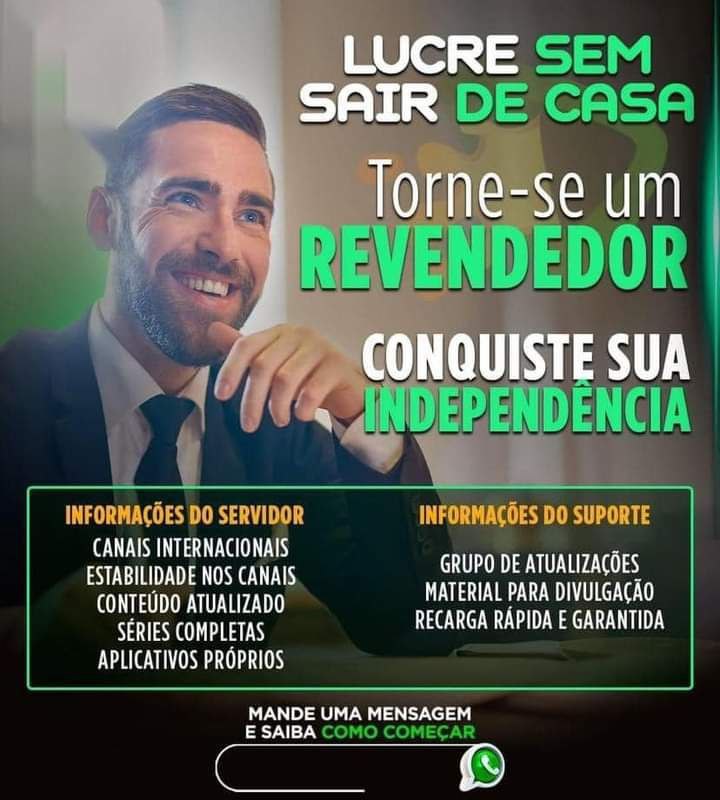 LUCRE SEM
SAIR DE CASA
Torne-se um
REVENDEDOR
CONQUISTE SUA
INDEPENDÊNCIA
INFORMAÇÕES DO SERVIDOR
CANAIS INTERNACIONAIS
ESTABILIDADE NOS CANAIS
CONTEÚDO ATUALIZADO
SÉRIES COMPLETAS
APLICATIVOS PRÓPRIOS
INFORMAÇÕES DO SUPORTE
GRUPO DE ATUALIZAÇÕES
MATERIAL PARA DIVULGAÇÃO
RECARGA RÁPIDA E GARANTIDA
MANDE UMA MENSAGEM
E SAIBA COMO COMEÇAR